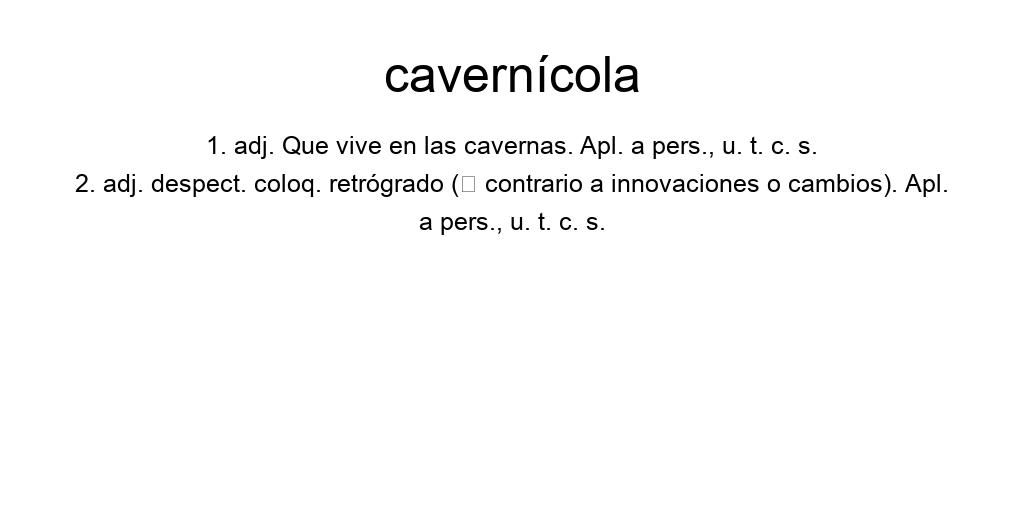 cavernícola
1. adj. Que vive en las cavernas. Apl. a pers., u. t. c. s.
2. adj. despect. coloq. retrógrado (▯ contrario a innovaciones o cambios). Apl.
a pers., u. t. c. s.